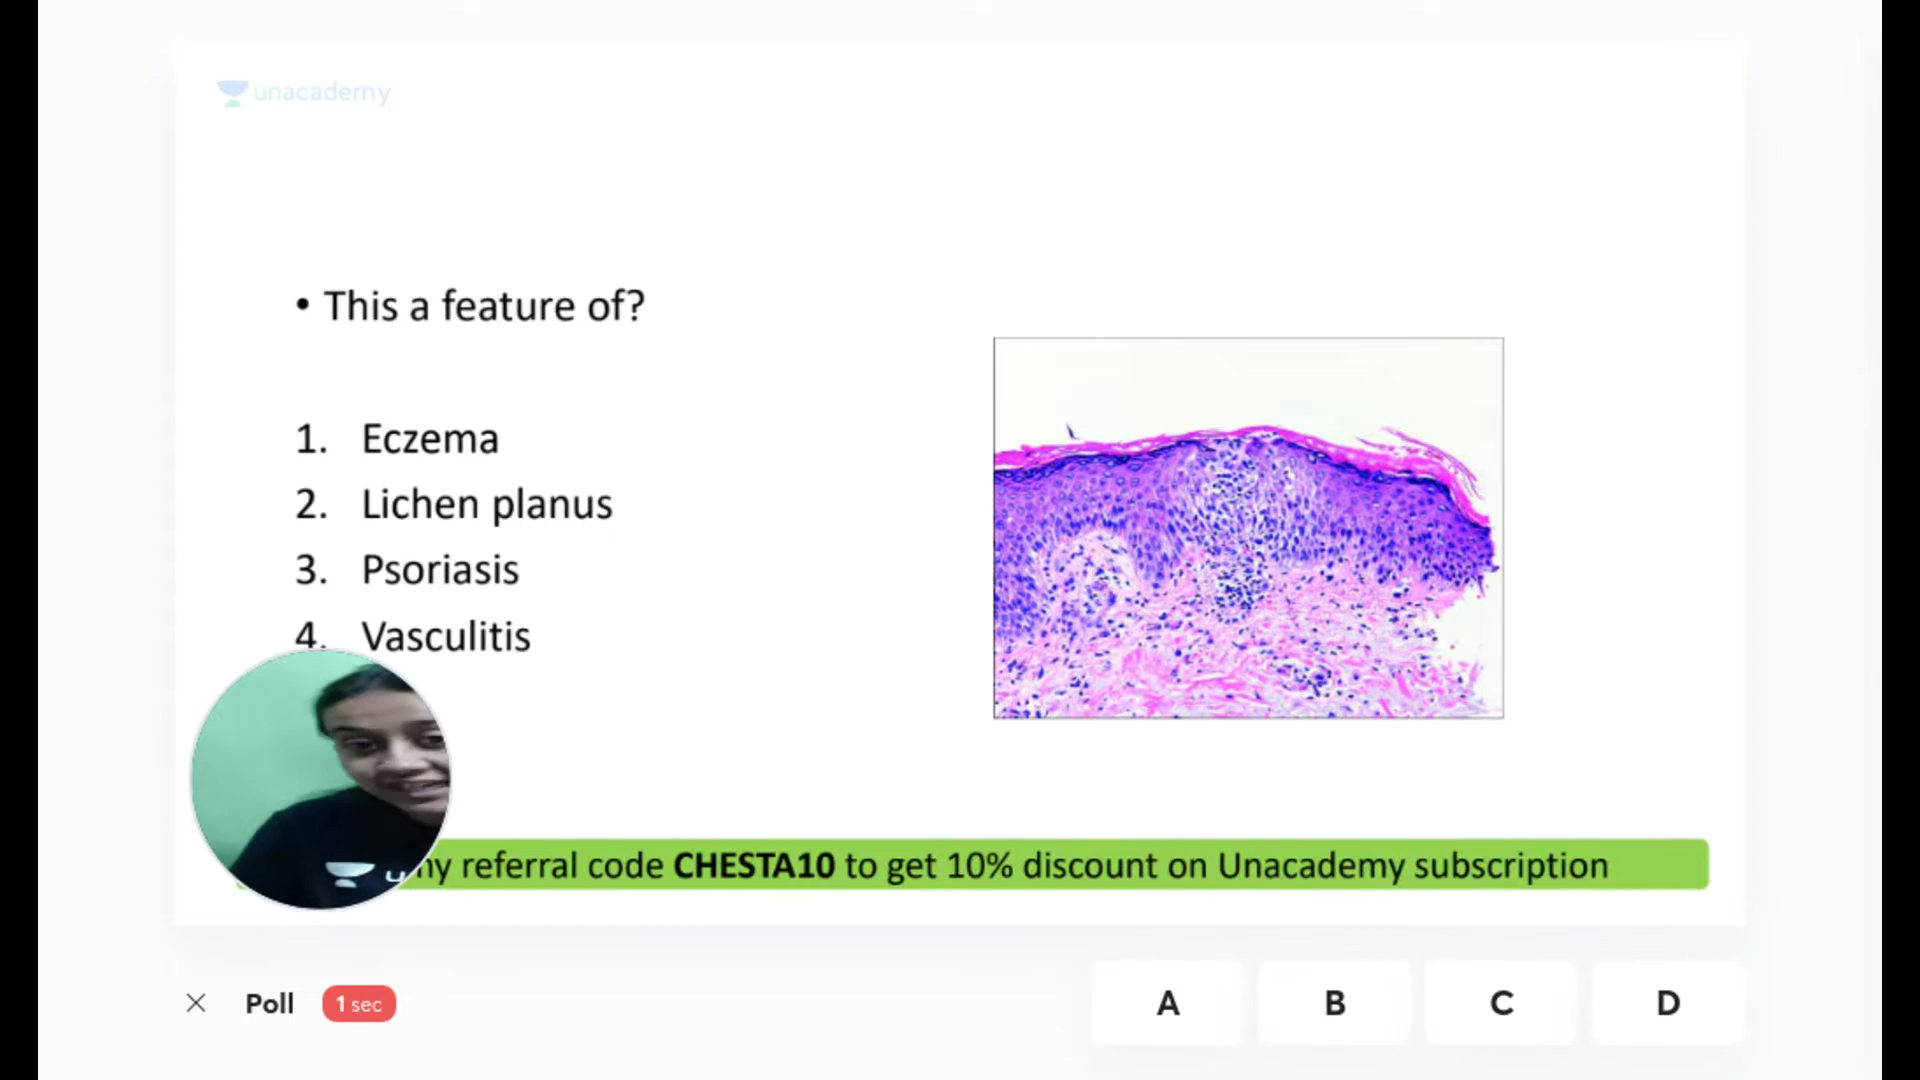 unacademy
• This a feature of?
1. Eczema
2. Lichen planus
3. Psoriasis
4. Vasculitis
my referral code CHESTA10 to get 10% discount on Unacademy subscription
Poll 1 sec A B C D